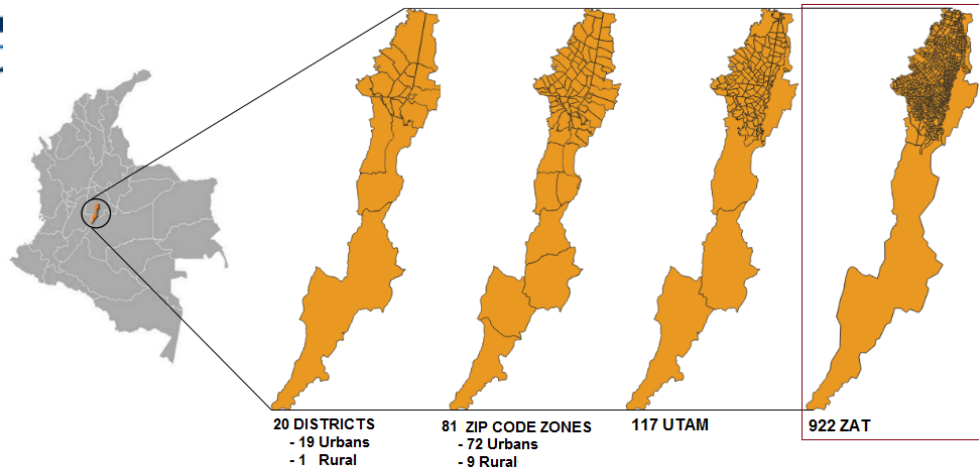 20 DISTRICTS
- 19 Urbans
- 1 Rural
81 ZIP CODE ZONES
- 72 Urbans
- 9 Rural
117 UTAM
922 ZAT